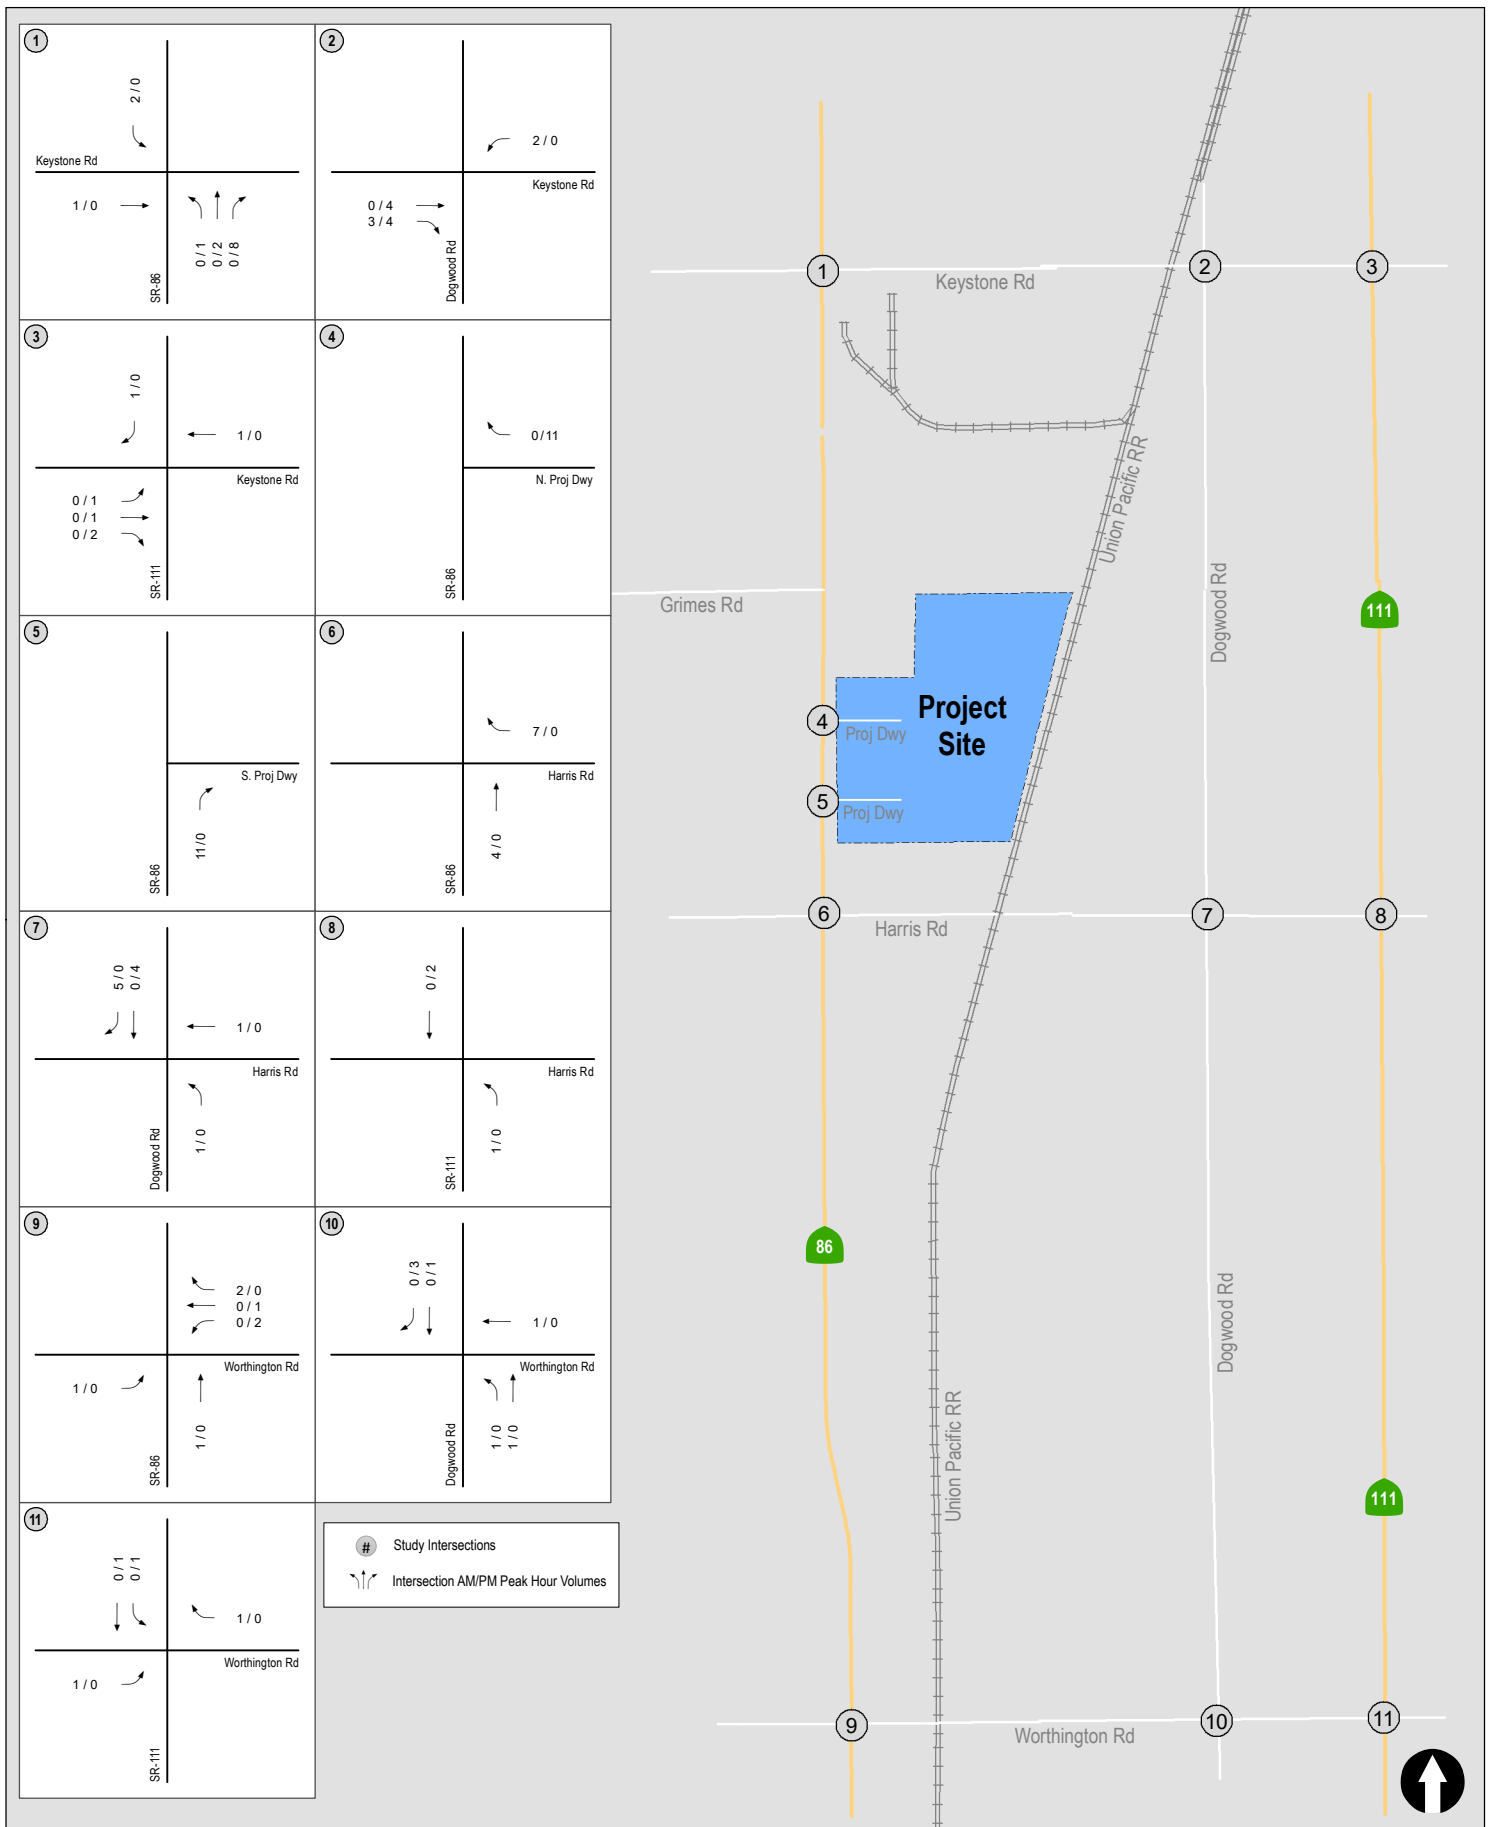 1
2 / 0
Keystone Rd
1 / 0
0 / 1
0 / 2
0 / 8
SR-86
2
2 / 0
Keystone Rd
0 / 4
3 / 4
Dogwood Rd
3
1 / 0
1 / 0
Keystone Rd
0 / 1
0 / 1
0 / 2
SR-111
4
0/11
N. Proj Dwy
SR-86
5
S. Proj Dwy
11/0
SR-86
6
7 / 0
Harris Rd
4 / 0
SR-86
7
5 / 0
0 / 4
1 / 0
Harris Rd
1 / 0
Dogwood Rd
8
0 / 2
Harris Rd
1 / 0
SR-111
9
2 / 0
0 / 1
0 / 2
Worthington Rd
1 / 0
1 / 0
SR-86
10
0 / 3
0 / 1
1 / 0
Worthington Rd
1 / 0
1 / 0
Dogwood Rd
11
0 / 1
0 / 1
1 / 0
Worthington Rd
1 / 0
SR-111
# Study Intersections
Intersection AM/PM Peak Hour Volumes
1
2
3
Keystone Rd
Union Pacific RR
Grimes Rd
Dogwood Rd
111
Project
Site
4
Proj Dwy
5
Proj Dwy
6
7
8
Harris Rd
86
Dogwood Rd
Union Pacific RR
111
9
10
11
Worthington Rd